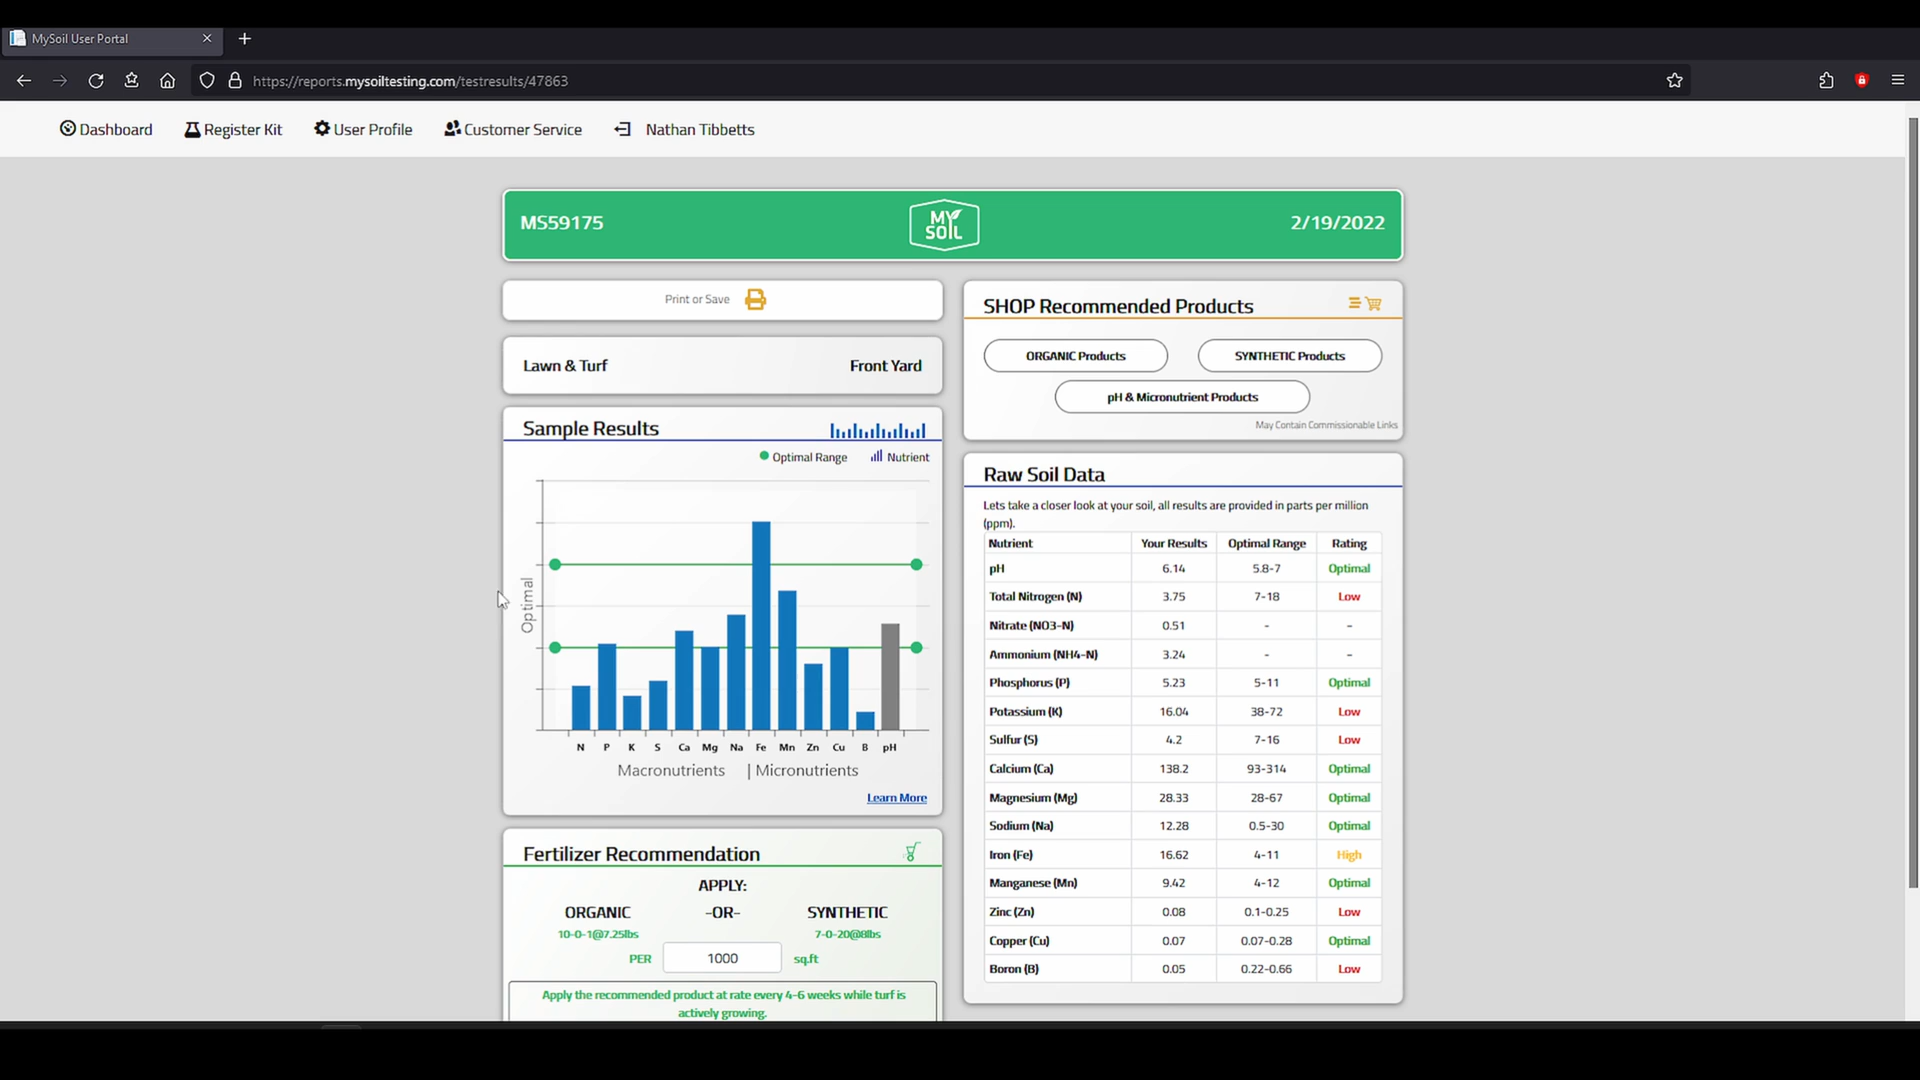 MySoil User Portal
https://reports.mysoiltesting.com/testresults/47863
Dashboard
Register Kit
User Profile
Customer Service
Nathan Tibbetts
MS59175
MY
SOIL
2/19/2022
Print or Save
Lawn & Turf
Front Yard
Sample Results
Optimal Range
Nutrient
Optimal
N P K S Ca Mg Na Fe Mn Zn Cu B pH
Macronutrients | Micronutrients
Learn More
Fertilizer Recommendation
APPLY:
ORGANIC -OR- SYNTHETIC
10-0-1@7.25lbs 7-0-20@8lbs
PER 1000 sq.ft
Apply the recommended product at rate every 4-6 weeks while turf is
actively growing.
SHOP Recommended Products
ORGANIC Products
SYNTHETIC Products
pH & Micronutrient Products
May Contain Commissionable Links
Raw Soil Data
Lets take a closer look at your soil, all results are provided in parts per million
(ppm).
Nutrient Your Results Optimal Range Rating
pH 6.14 5.8-7 Optimal
Total Nitrogen (N) 3.75 7-18 Low
Nitrate (NO3-N) 0.51 - -
Ammonium (NH4-N) 3.24 - -
Phosphorus (P) 5.23 5-11 Optimal
Potassium (K) 16.04 38-72 Low
Sulfur (S) 4.2 7-16 Low
Calcium (Ca) 138.2 93-314 Optimal
Magnesium (Mg) 28.33 28-67 Optimal
Sodium (Na) 12.28 0.5-30 Optimal
Iron (Fe) 16.62 4-11 High
Manganese (Mn) 9.42 4-12 Optimal
Zinc (Zn) 0.08 0.1-0.25 Low
Copper (Cu) 0.07 0.07-0.28 Optimal
Boron (B) 0.05 0.22-0.66 Low